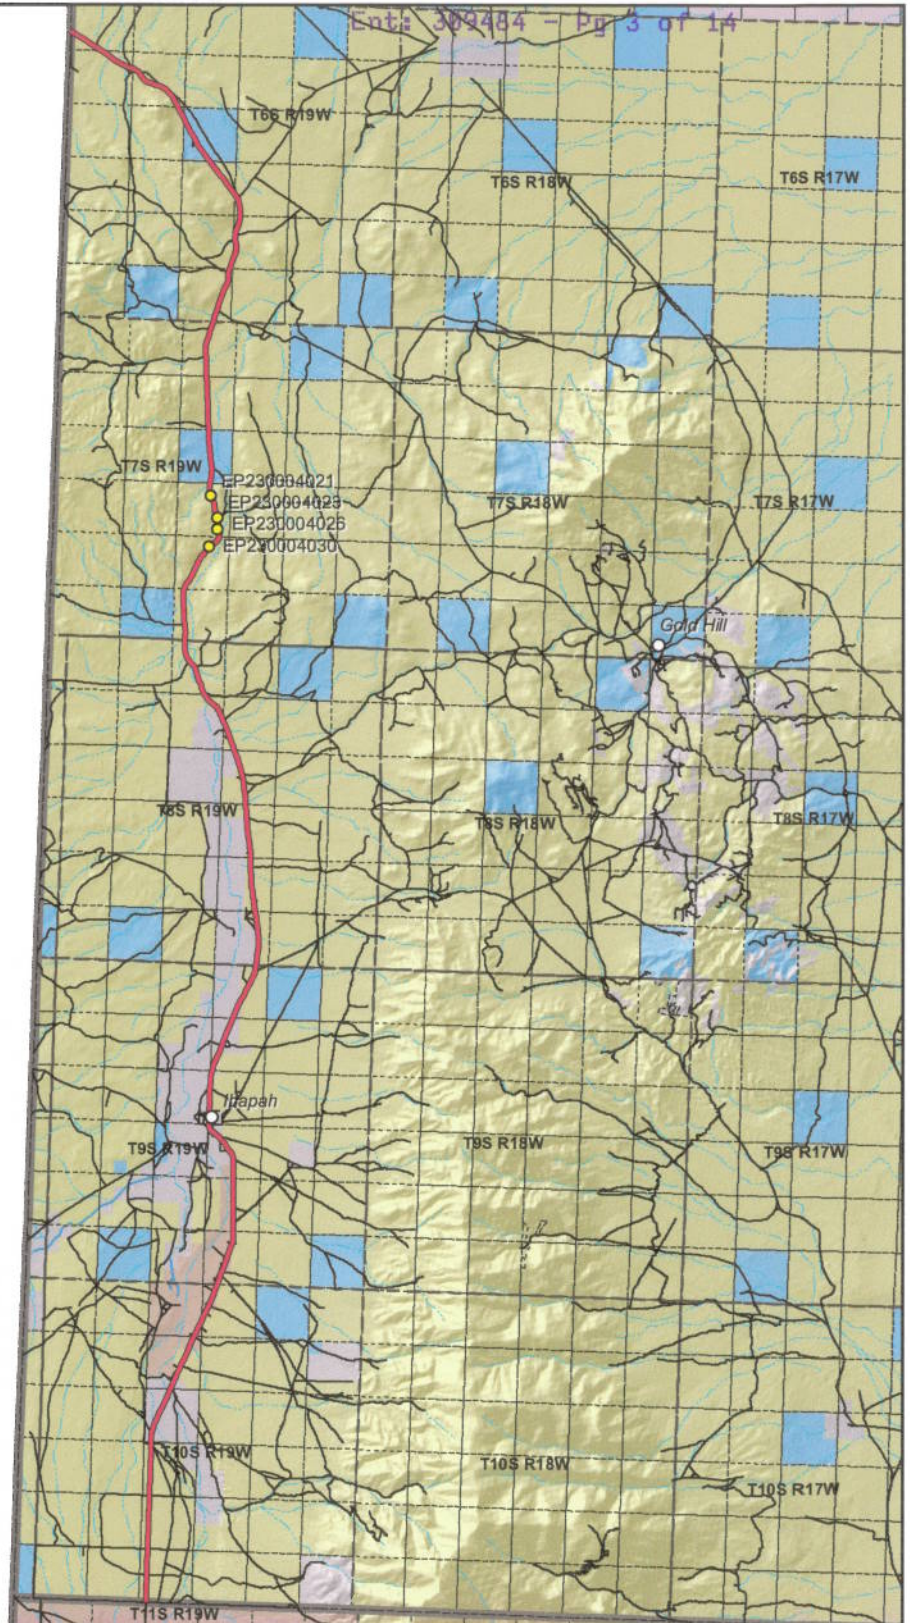 Ent: 309484 - Pg 3 of 14
T6S R19W
T6S R18W
T6S R17W
T7S R19W
EP230004021
EP230004023
EP230004026
EP230004030
T7S R18W
T7S R17W
Gold Hill
T8S R19W
T8S R18W
T8S R17W
Ibapah
T9S R19W
T9S R18W
T9S R17W
T10S R19W
T10S R18W
T10S R17W
T11S R19W